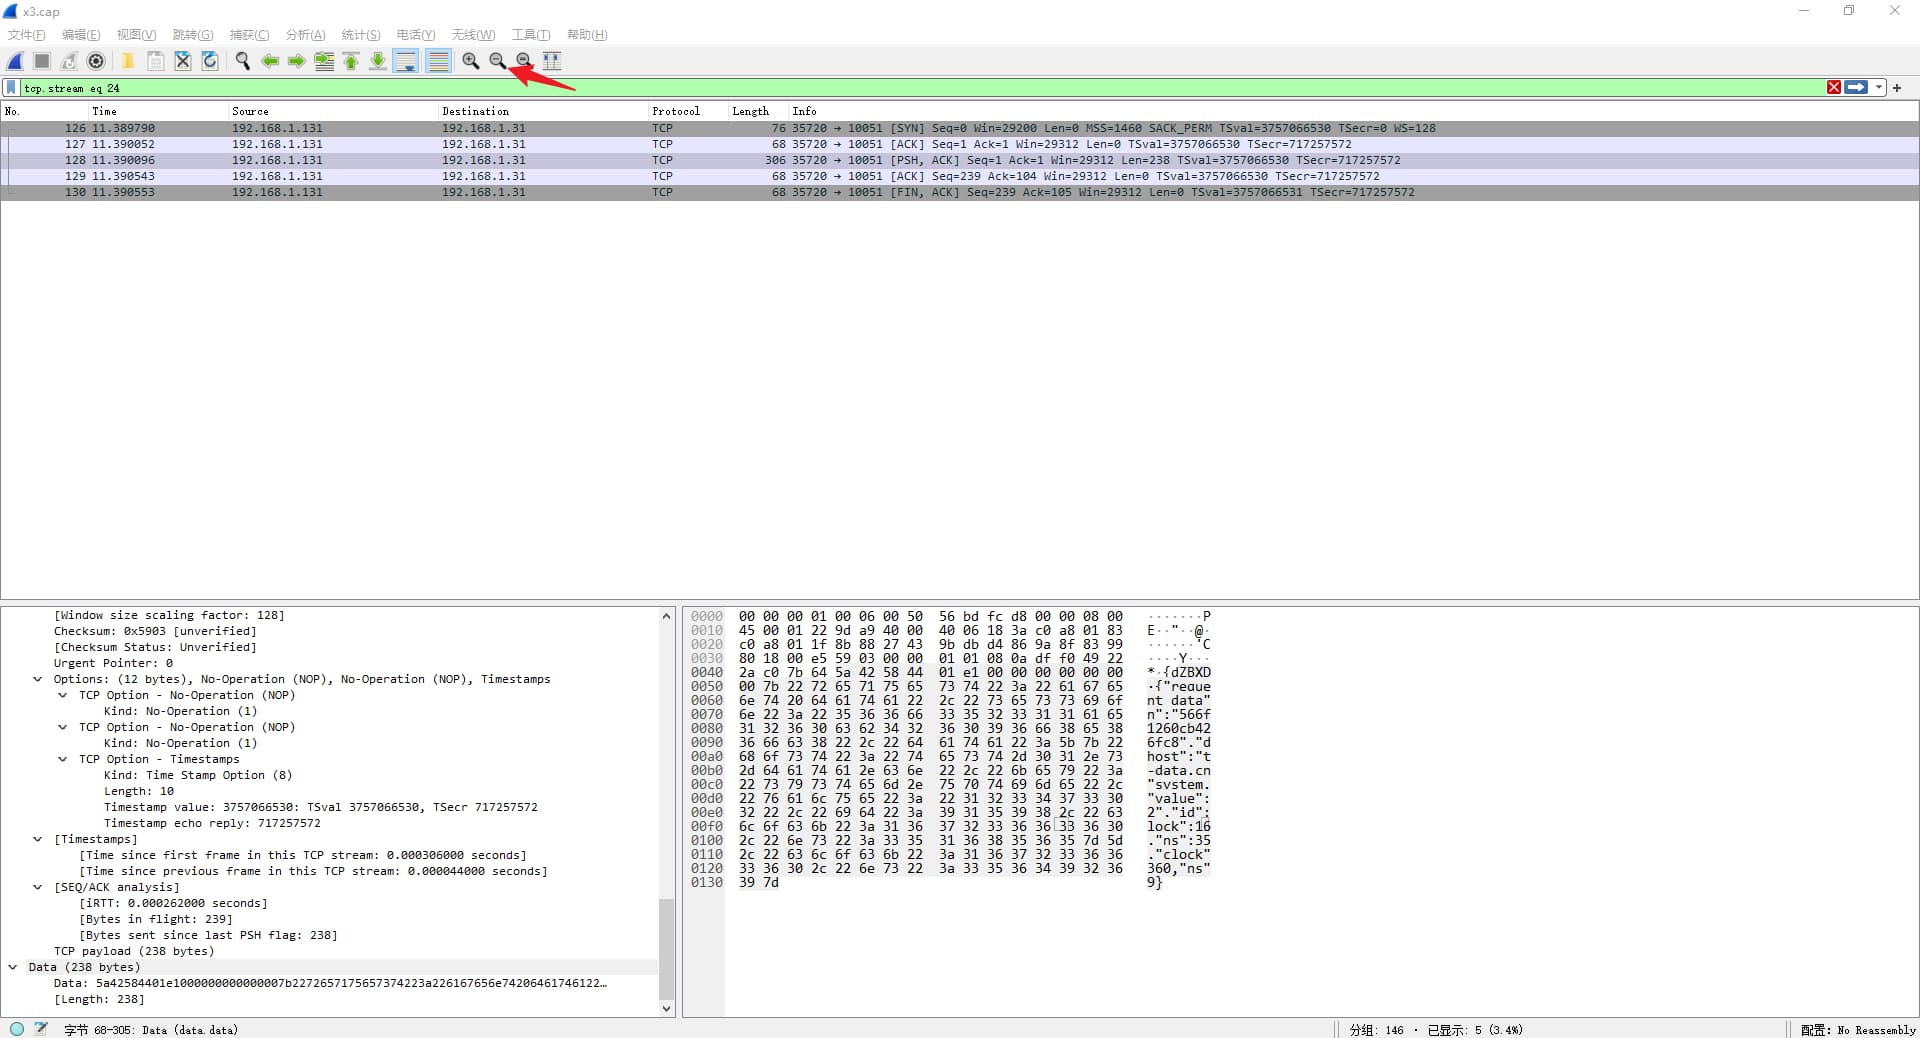 x3.cap
文件(F) 编辑(E) 视图(V) 跳转(G) 捕获(C) 分析(A) 统计(S) 电话(Y) 无线(W) 工具(T) 帮助(H)
tcp.stream eq 24
No. Time Source Destination Protocol Length Info
126 11.389790 192.168.1.131 192.168.1.31 TCP 76 35720 → 10051 [SYN] Seq=0 Win=29200 Len=0 MSS=1460 SACK_PERM TSval=3757066530 TSecr=0 WS=128
127 11.390052 192.168.1.131 192.168.1.31 TCP 68 35720 → 10051 [ACK] Seq=1 Ack=1 Win=29312 Len=0 TSval=3757066530 TSecr=717257572
128 11.390096 192.168.1.131 192.168.1.31 TCP 306 35720 → 10051 [PSH, ACK] Seq=1 Ack=1 Win=29312 Len=238 TSval=3757066530 TSecr=717257572
129 11.390543 192.168.1.131 192.168.1.31 TCP 68 35720 → 10051 [ACK] Seq=239 Ack=104 Win=29312 Len=0 TSval=3757066530 TSecr=717257572
130 11.390553 192.168.1.131 192.168.1.31 TCP 68 35720 → 10051 [FIN, ACK] Seq=239 Ack=105 Win=29312 Len=0 TSval=3757066531 TSecr=717257572
[Window size scaling factor: 128]
Checksum: 0x5903 [unverified]
[Checksum Status: Unverified]
Urgent Pointer: 0
Options: (12 bytes), No-Operation (NOP), No-Operation (NOP), Timestamps
TCP Option - No-Operation (NOP)
Kind: No-Operation (1)
TCP Option - No-Operation (NOP)
Kind: No-Operation (1)
TCP Option - Timestamps
Kind: Time Stamp Option (8)
Length: 10
Timestamp value: 3757066530: TSval 3757066530, TSecr 717257572
Timestamp echo reply: 717257572
[Timestamps]
[Time since first frame in this TCP stream: 0.000306000 seconds]
[Time since previous frame in this TCP stream: 0.000044000 seconds]
[SEQ/ACK analysis]
[iRTT: 0.000262000 seconds]
[Bytes in flight: 239]
[Bytes sent since last PSH flag: 238]
TCP payload (238 bytes)
Data (238 bytes)
Data: 5a42584401e1000000000000007b2272657175657374223a226167656e74206461746122…
[Length: 238]
0000 00 00 00 01 00 06 00 50 56 bd fc d8 00 00 08 00 ·······P
0010 45 00 01 22 9d a9 40 00 40 06 18 3a c0 a8 01 83 E··"··@·
0020 c0 a8 01 1f 8b 88 27 43 9b db d4 86 9a 8f 83 99 ······'C
0030 80 18 00 e5 59 03 00 00 01 01 08 0a df f0 49 22 ····Y···
0040 2a c0 7b 64 5a 42 58 44 01 e1 00 00 00 00 00 00 *·{dZBXD
0050 00 7b 22 72 65 71 75 65 73 74 22 3a 22 61 67 65 ·{"reque
0060 6e 74 20 64 61 74 61 22 2c 22 73 65 73 73 69 6f nt data"
0070 6e 22 3a 22 35 36 36 66 33 35 32 33 31 31 61 65 n":"566f
0080 31 32 36 30 63 62 34 32 36 30 39 36 66 38 65 38 1260cb42
0090 36 66 63 38 22 2c 22 64 61 74 61 22 3a 5b 7b 22 6fc8","d
00a0 68 6f 73 74 22 3a 22 74 65 73 74 2d 30 31 2e 73 host":"t
00b0 2d 64 61 74 61 2e 63 6e 22 2c 22 6b 65 79 22 3a -data.cn
00c0 22 73 79 73 74 65 6d 2e 75 70 74 69 6d 65 22 2c "system.
00d0 22 76 61 6c 75 65 22 3a 22 31 32 33 34 37 33 30 "value":
00e0 32 22 2c 22 69 64 22 3a 39 31 35 39 38 2c 22 63 2","id":
00f0 6c 6f 63 6b 22 3a 31 36 37 32 33 36 36 33 36 30 lock":16
0100 2c 22 6e 73 22 3a 33 35 31 36 38 35 36 35 7d 5d ,"ns":35
0110 2c 22 63 6c 6f 63 6b 22 3a 31 36 37 32 33 36 36 ,"clock"
0120 33 36 30 2c 22 6e 73 22 3a 33 35 36 34 39 32 36 360,"ns"
0130 39 7d 9}
字节 68-305: Data (data.data) 分组: 146 · 已显示: 5 (3.4%) 配置: No Reassembly